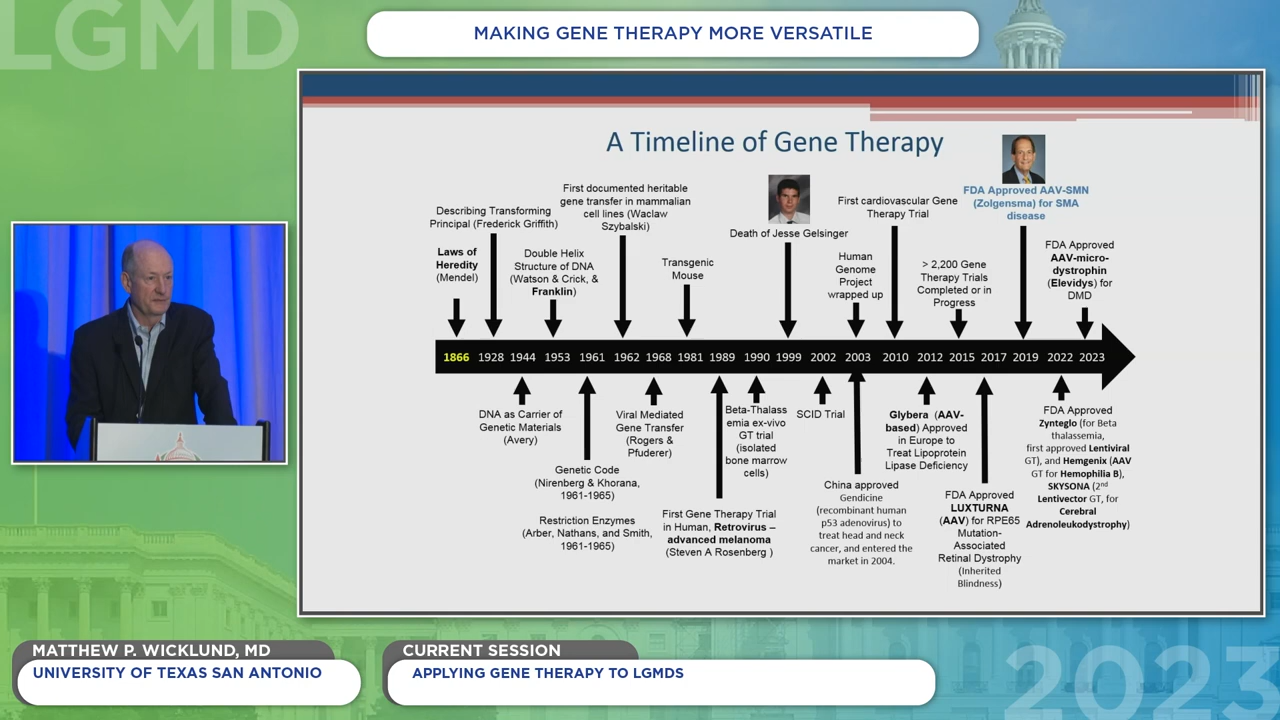 LGMD
MAKING GENE THERAPY MORE VERSATILE
A Timeline of Gene Therapy
Laws of
Heredity
(Mendel)
Describing Transforming
Principal (Frederick Griffith)
Double Helix
Structure of DNA
(Watson & Crick, &
Franklin)
First documented heritable
gene transfer in mammalian
cell lines (Waclaw
Szybalski)
Transgenic
Mouse
Death of Jesse Gelsinger
Human
Genome
Project
wrapped up
First cardiovascular Gene
Therapy Trial
> 2,200 Gene
Therapy Trials
Completed or in
Progress
FDA Approved AAV-SMN
(Zolgensma) for SMA
disease
FDA Approved
AAV-micro-
dystrophin
(Elevidys) for
DMD
1866 1928 1944 1953 1961 1962 1968 1981 1989 1990 1999 2002 2003 2010 2012 2015 2017 2019 2022 2023
DNA as Carrier of
Genetic Materials
(Avery)
Genetic Code
(Nirenberg & Khorana,
1961-1965)
Restriction Enzymes
(Arber, Nathans, and Smith,
1961-1965)
Viral Mediated
Gene Transfer
(Rogers &
Pfuderer)
First Gene Therapy Trial
in Human, Retrovirus –
advanced melanoma
(Steven A Rosenberg )
Beta-Thalass
emia ex-vivo
GT trial
(isolated
bone marrow
cells)
SCID Trial
China approved
Gendicine
(recombinant human
p53 adenovirus) to
treat head and neck
cancer, and entered the
market in 2004.
Glybera (AAV-
based) Approved
in Europe to
Treat Lipoprotein
Lipase Deficiency
FDA Approved
LUXTURNA
(AAV) for RPE65
Mutation-
Associated
Retinal Dystrophy
(Inherited
Blindness)
FDA Approved
Zynteglo (for Beta
thalassemia,
first approved Lentiviral
GT), and Hemgenix (AAV
GT for Hemophilia B),
SKYSONA (2nd
Lentivector GT, for
Cerebral
Adrenoleukodystrophy)
MATTHEW P. WICKLUND, MD
UNIVERSITY OF TEXAS SAN ANTONIO
CURRENT SESSION
APPLYING GENE THERAPY TO LGMDS
2023